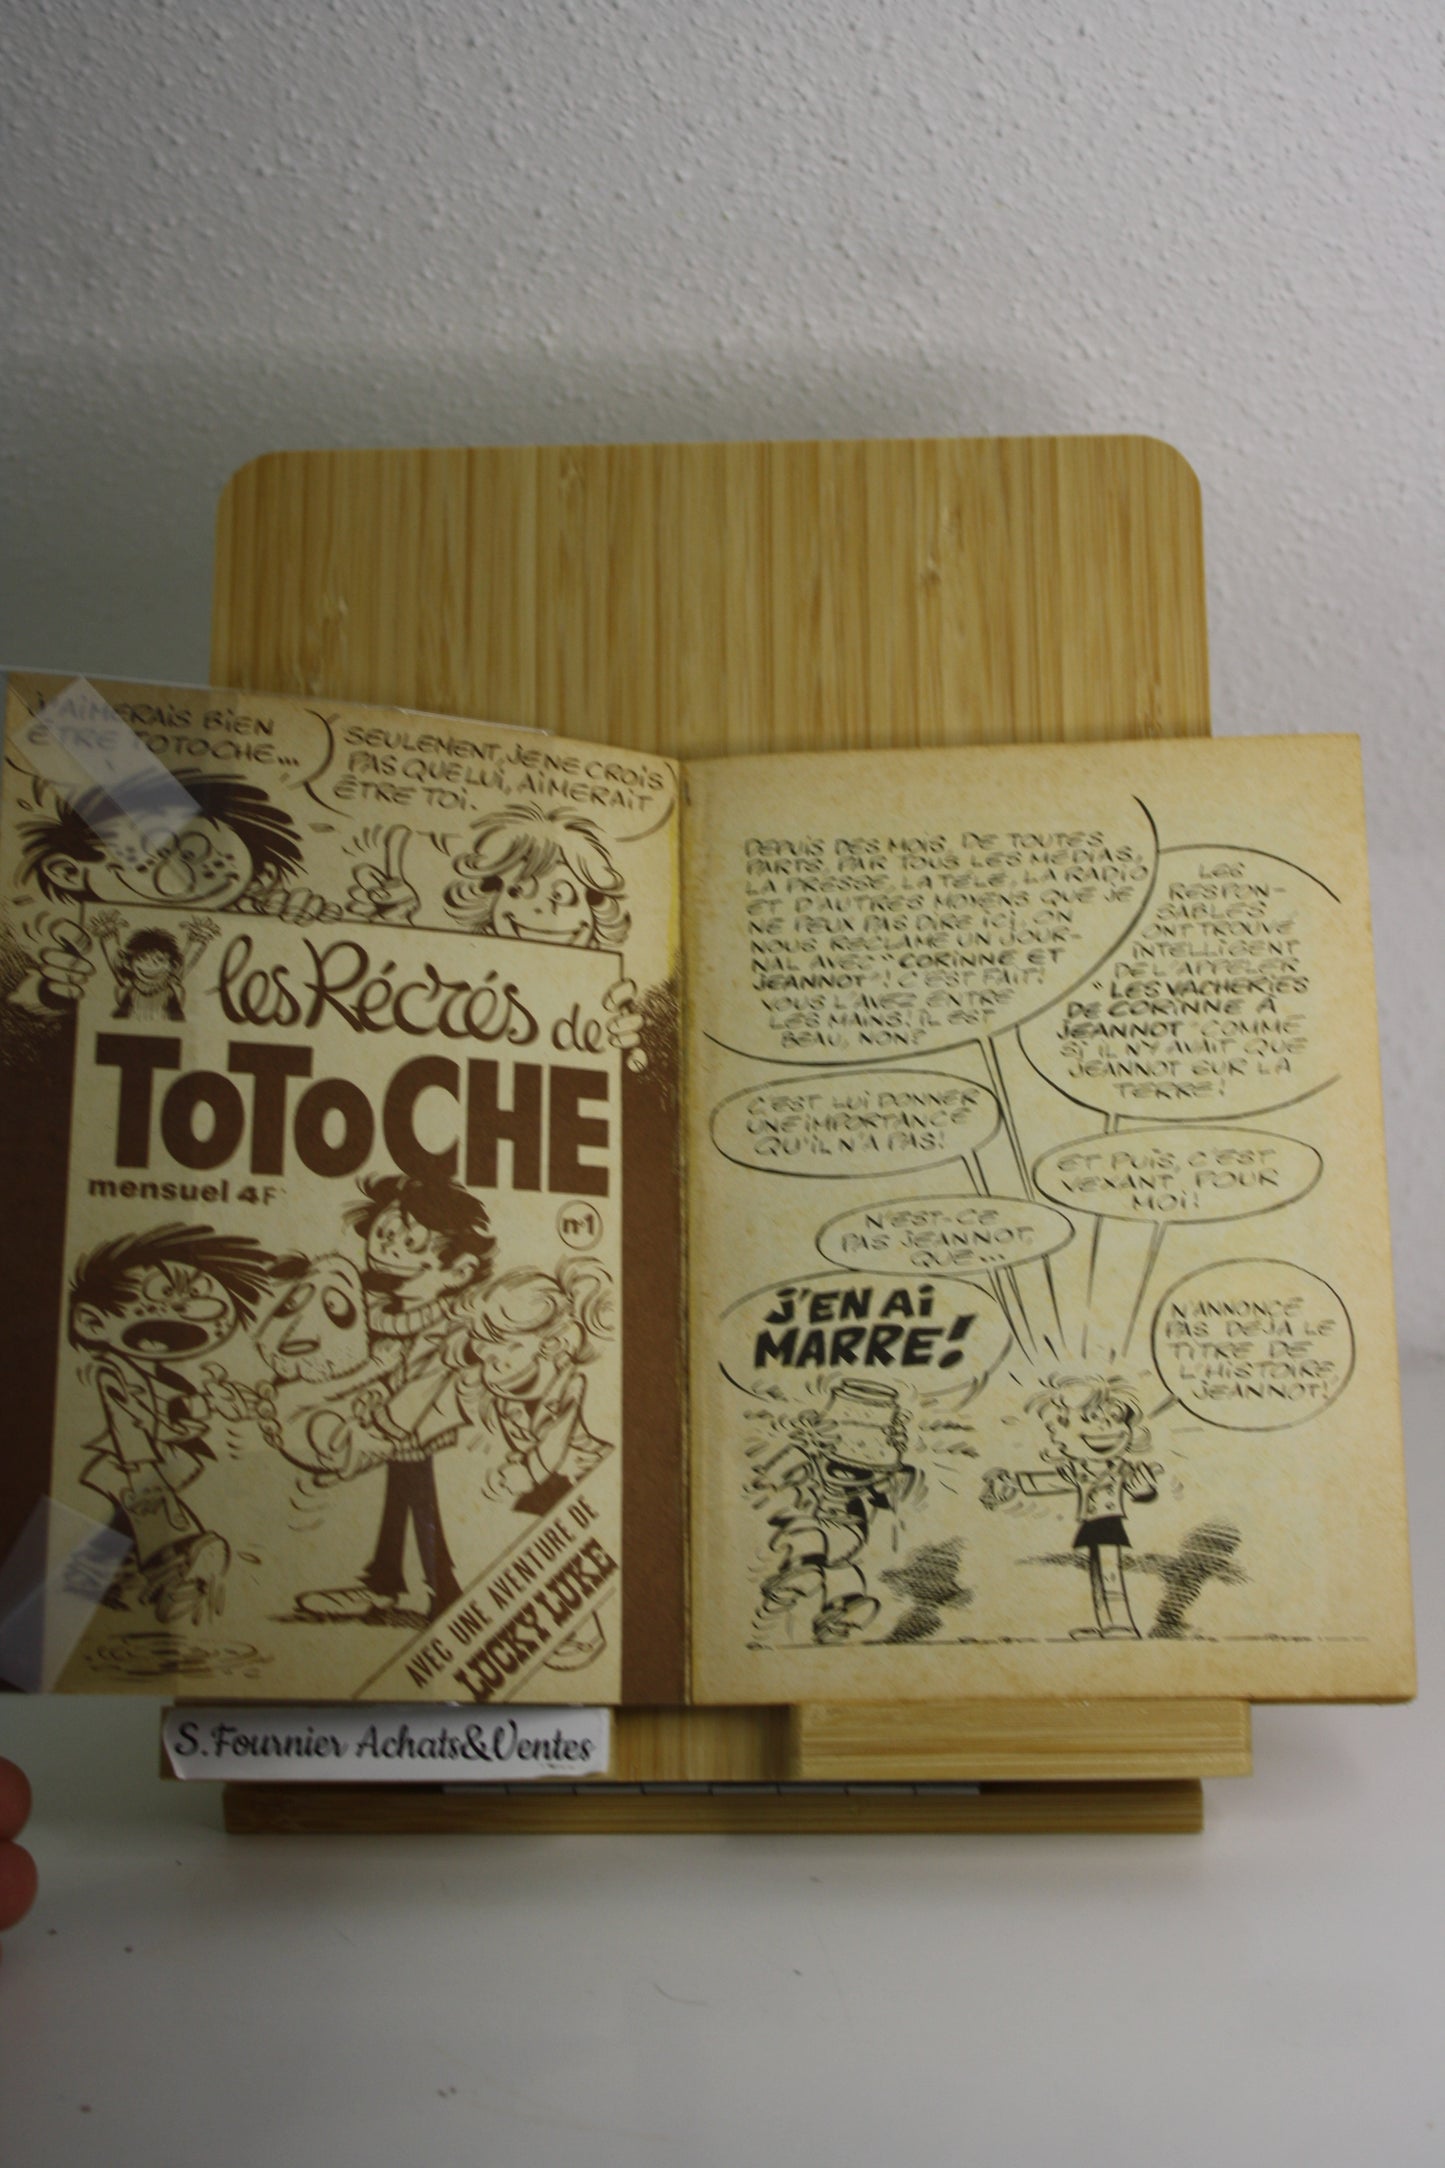 J'AIMERAIS BIEN
ÊTRE TOTOCHE...
SEULEMENT, JE NE CROIS
PAS QUE LUI, AIMERAIT
ÊTRE TOI.
les Récrés de
TOTOCHE
mensuel 4F
n°1
AVEC UNE AVENTURE DE
LUCKY LUKE
DEPUIS DES MOIS, DE TOUTES
PARTS, PAR TOUS LES MÉDIAS,
LA PRESSE, LA TÉLÉ, LA RADIO
ET D'AUTRES MOYENS QUE JE
NE PEUX PAS DIRE ICI, ON
NOUS RÉCLAME UN JOUR-
NAL AVEC "CORINNE ET
JEANNOT"! C'EST FAIT!
VOUS L'AVEZ ENTRE
LES MAINS! IL EST
BEAU, NON?
LES
RESPON-
SABLES
ONT TROUVÉ
INTELLIGENT
DE L'APPELER
"LES VACHERIES
DE CORINNE À
JEANNOT" COMME
S'IL N'Y AVAIT QUE
JEANNOT SUR LA
TERRE!
C'EST LUI DONNER
UNE IMPORTANCE
QU'IL N'A PAS!
ET PUIS, C'EST
VEXANT, POUR
MOI!
N'EST-CE
PAS JEANNOT,
QUE...
J'EN AI
MARRE!
N'ANNONCE
PAS DÉJÀ LE
TITRE DE
L'HISTOIRE,
JEANNOT!
S.Fournier Achats&Ventes